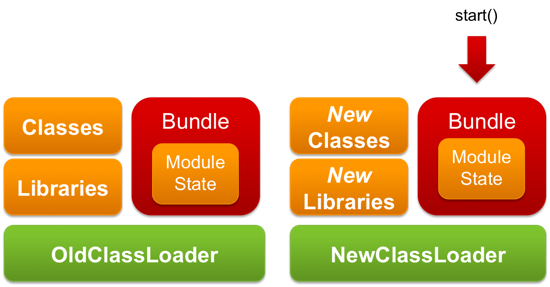 start()
Classes
Libraries
Bundle
Module
State
OldClassLoader
New
Classes
New
Libraries
Bundle
Module
State
NewClassLoader